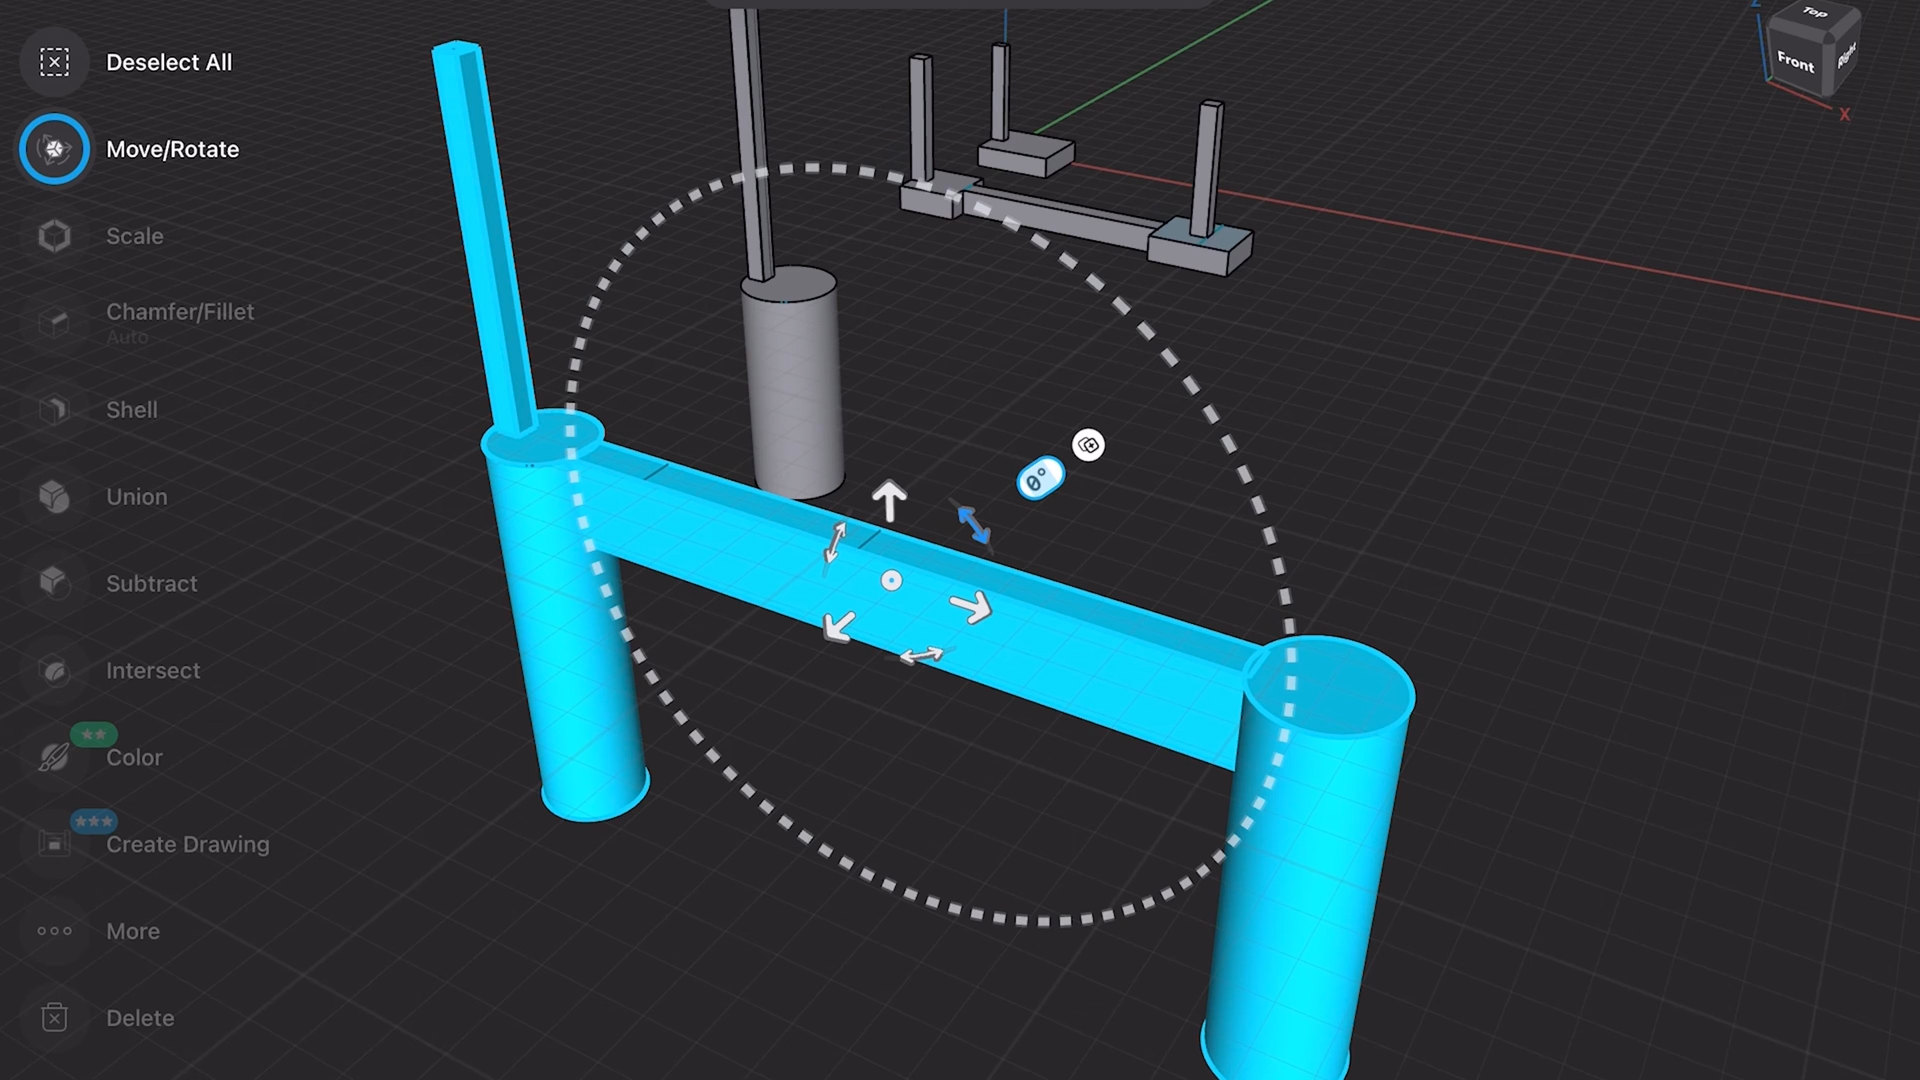 Deselect All
Move/Rotate
Scale
Chamfer/Fillet
Auto
Shell
Union
Subtract
Intersect
Color
Create Drawing
More
Delete
0°
Top
Front
Right
Z
X